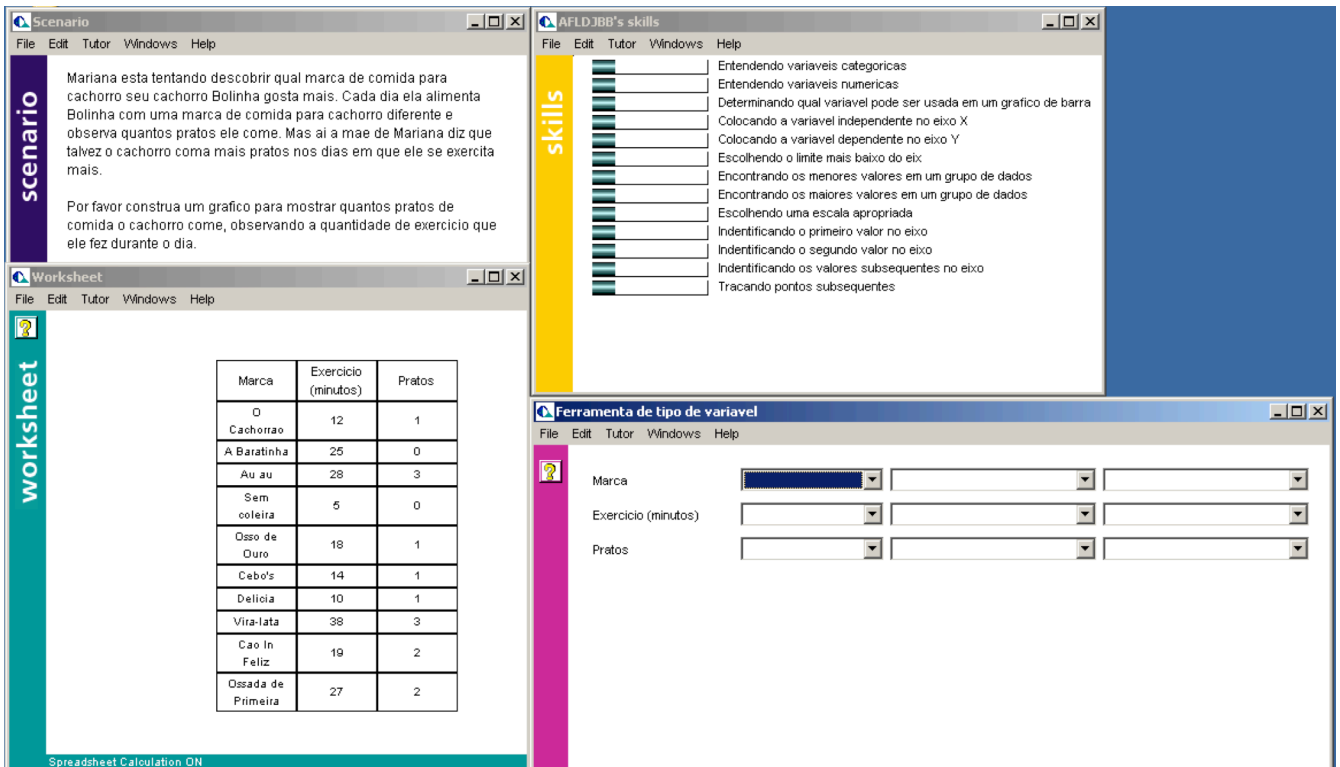 Scenario
File Edit Tutor Windows Help
scenario
Mariana esta tentando descobrir qual marca de comida para
cachorro seu cachorro Bolinha gosta mais. Cada dia ela alimenta
Bolinha com uma marca de comida para cachorro diferente e
observa quantos pratos ele come. Mas ai a mae de Mariana diz que
talvez o cachorro coma mais pratos nos dias em que ele se exercita
mais.
Por favor construa um grafico para mostrar quantos pratos de
comida o cachorro come, observando a quantidade de exercicio que
ele fez durante o dia.
AFLDJBB's skills
File Edit Tutor Windows Help
skills
Entendendo variaveis categoricas
Entendendo variaveis numericas
Determinando qual variavel pode ser usada em um grafico de barra
Colocando a variavel independente no eixo X
Colocando a variavel dependente no eixo Y
Escolhendo o limite mais baixo do eix
Encontrando os menores valores em um grupo de dados
Encontrando os maiores valores em um grupo de dados
Escolhendo uma escala apropriada
Indentificando o primeiro valor no eixo
Indentificando o segundo valor no eixo
Indentificando os valores subsequentes no eixo
Tracando pontos subsequentes
Worksheet
File Edit Tutor Windows Help
?
worksheet
Marca Exercicio (minutos) Pratos
O Cachorrao 12 1
A Baratinha 25 0
Au au 28 3
Sem coleira 5 0
Osso de Ouro 18 1
Cebo's 14 1
Delicia 10 1
Vira-lata 38 3
Cao In Feliz 19 2
Ossada de Primeira 27 2
Spreadsheet Calculation ON
Ferramenta de tipo de variavel
File Edit Tutor Windows Help
?
Marca
Exercicio (minutos)
Pratos